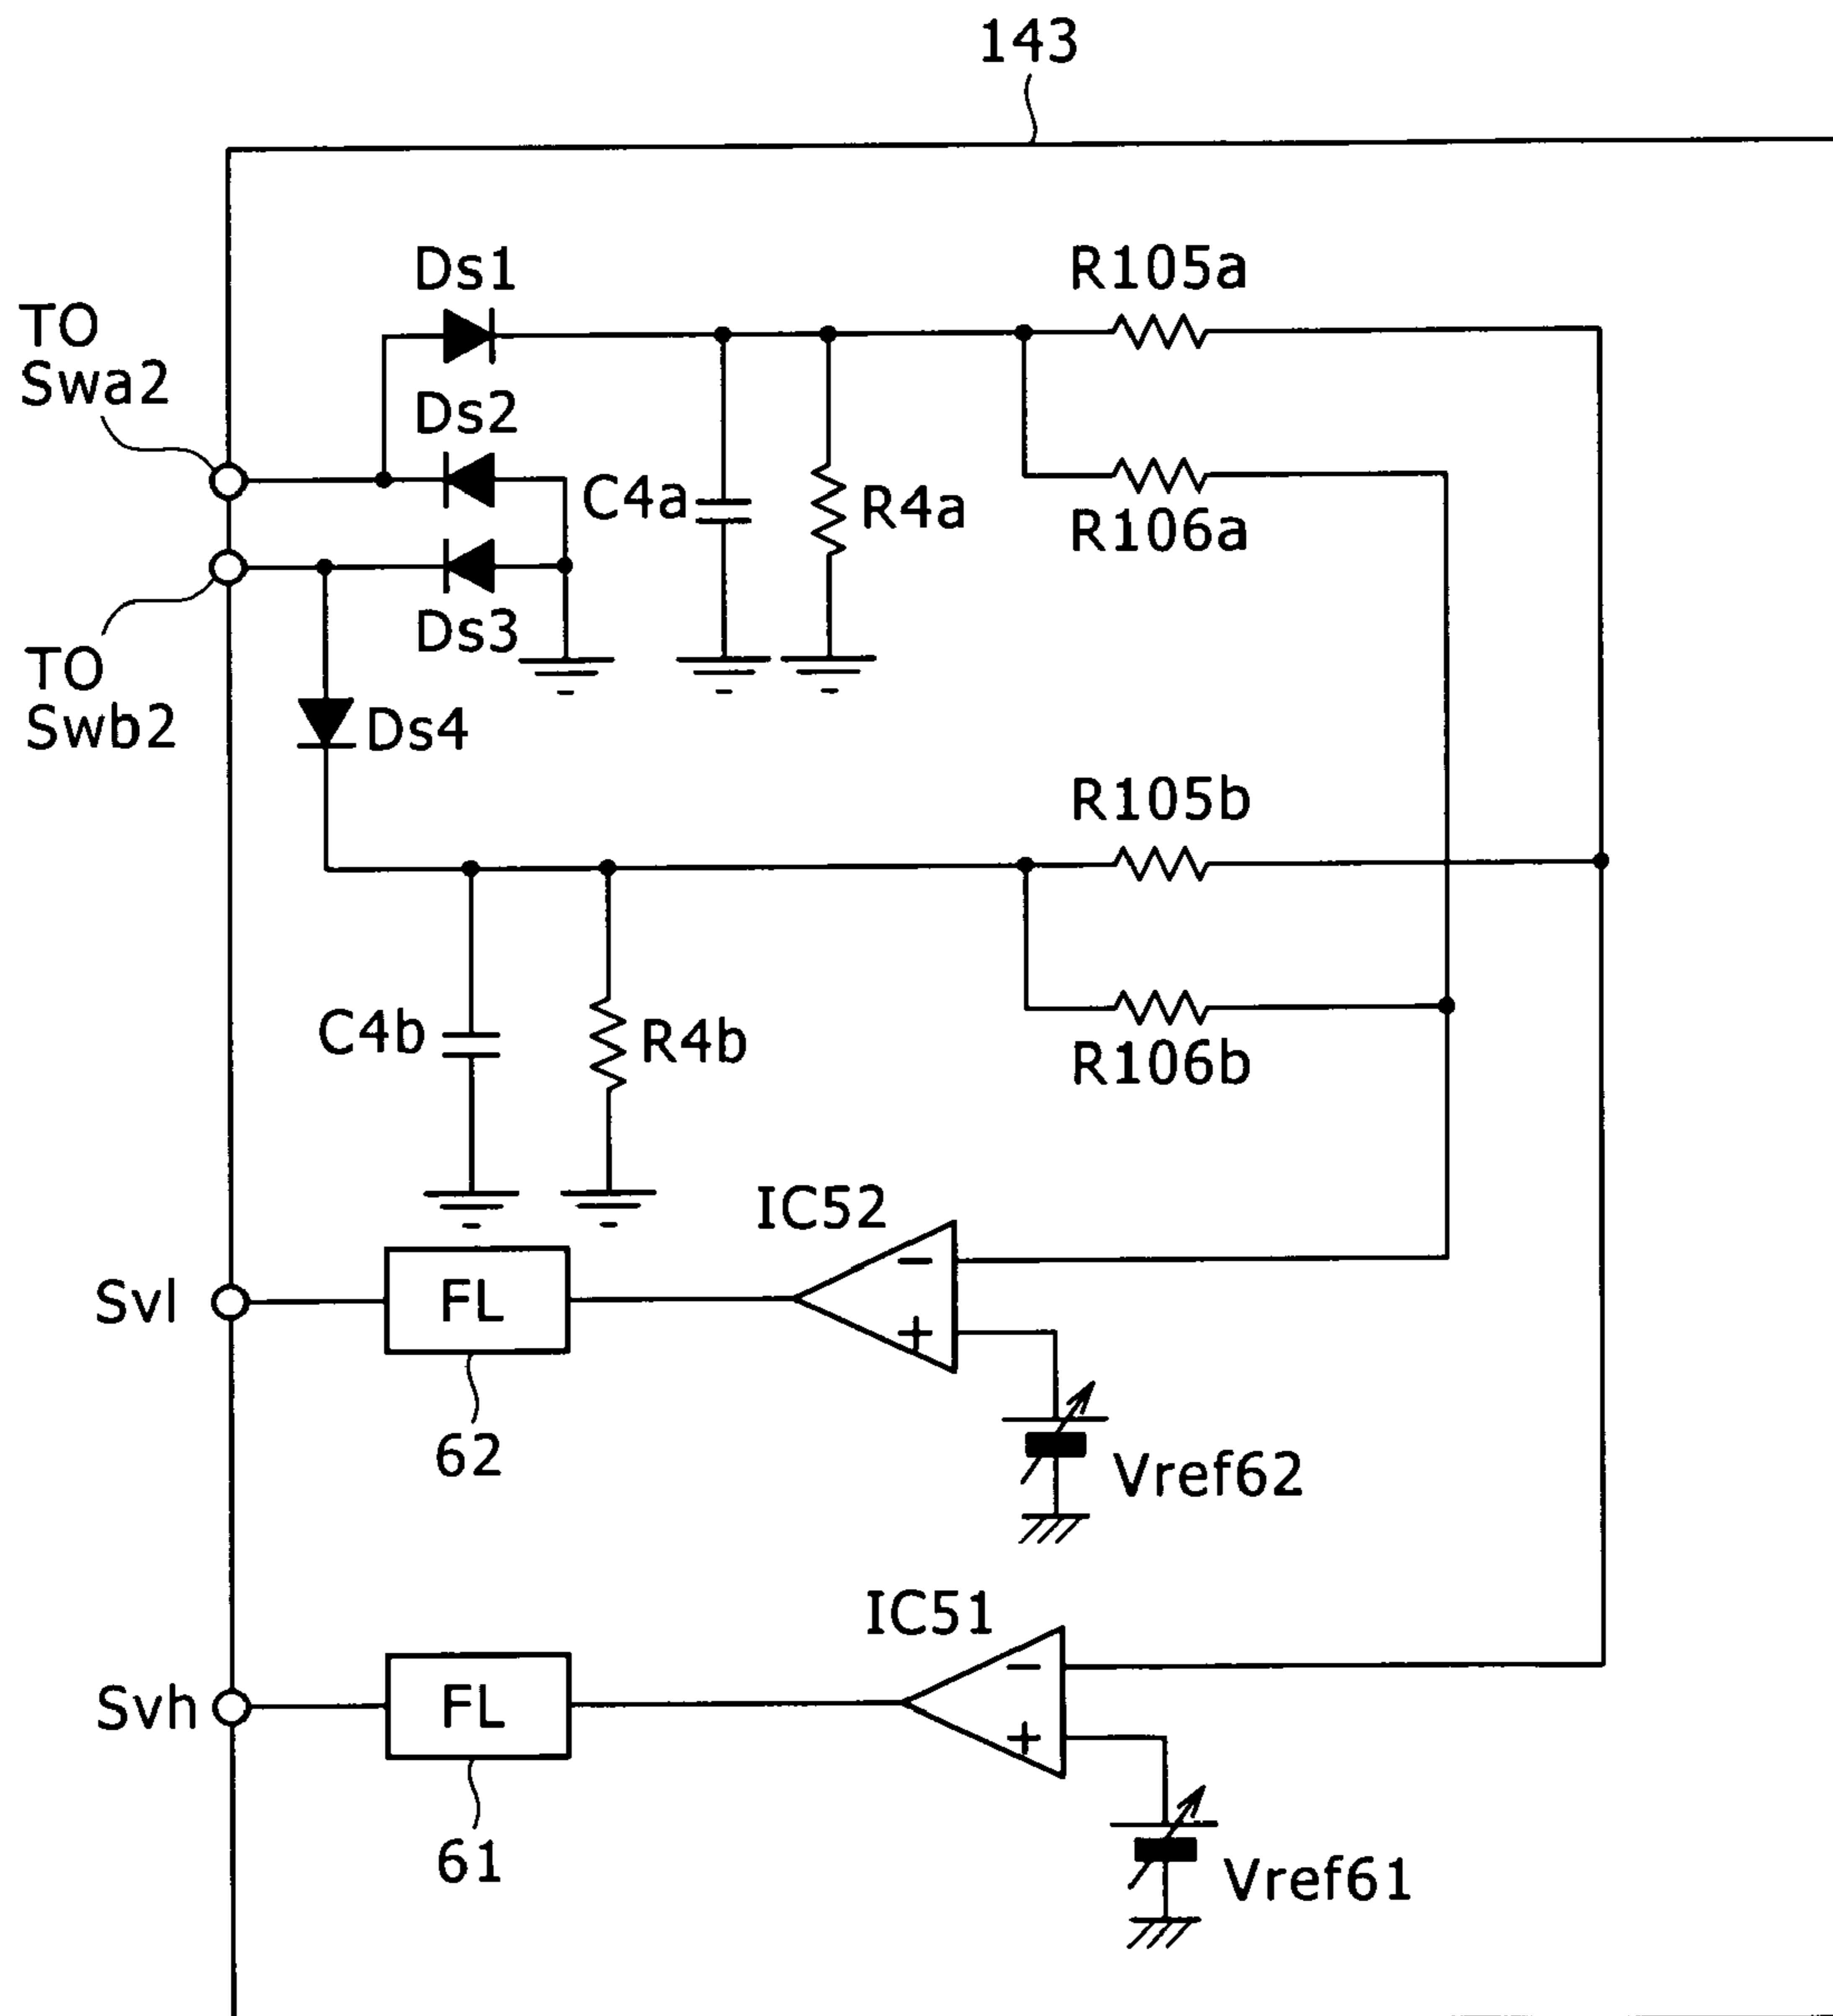 143
Ds1
R105a
TO
Swa2
Ds2
C4a
R4a
R106a
Ds3
TO
Swb2
Ds4
R105b
C4b
R4b
R106b
IC52
−
Svl
FL
+
62
Vref62
IC51
−
Svh
FL
+
61
Vref61